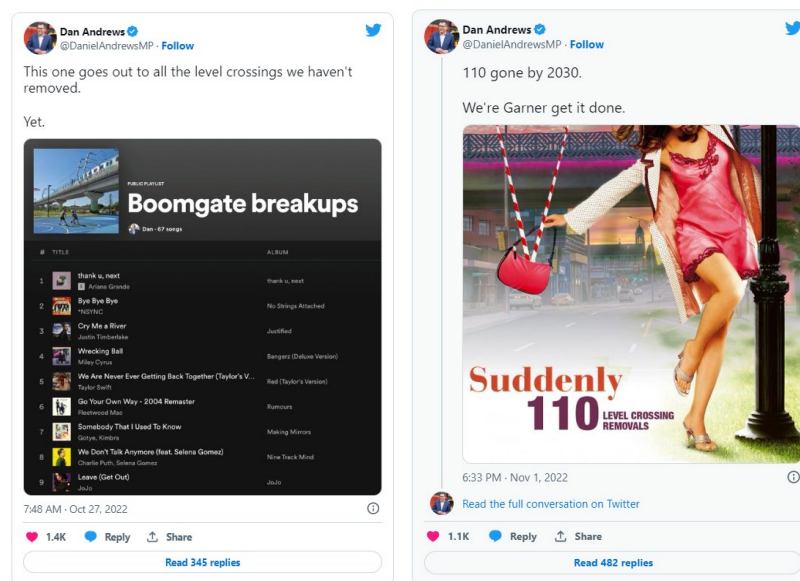 Dan Andrews
@DanielAndrewsMP · Follow
This one goes out to all the level crossings we haven't
removed.
Yet.
PUBLIC PLAYLIST
Boomgate breakups
Dan · 67 songs
# TITLE ALBUM
1 thank u, next thank u, next
E Ariana Grande
2 Bye Bye Bye No Strings Attached
*NSYNC
3 Cry Me a River Justified
Justin Timberlake
4 Wrecking Ball Bangerz (Deluxe Version)
Miley Cyrus
5 We Are Never Ever Getting Back Together (Taylor's V... Red (Taylor's Version)
Taylor Swift
6 Go Your Own Way - 2004 Remaster Rumours
Fleetwood Mac
7 Somebody That I Used To Know Making Mirrors
Gotye, Kimbra
8 We Don't Talk Anymore (feat. Selena Gomez) Nine Track Mind
Charlie Puth, Selena Gomez
9 Leave (Get Out) JoJo
JoJo
7:48 AM · Oct 27, 2022
1.4K Reply Share
Read 345 replies
Dan Andrews
@DanielAndrewsMP · Follow
110 gone by 2030.
We're Garner get it done.
Suddenly
110 LEVEL CROSSING
REMOVALS
6:33 PM · Nov 1, 2022
Read the full conversation on Twitter
1.1K Reply Share
Read 482 replies